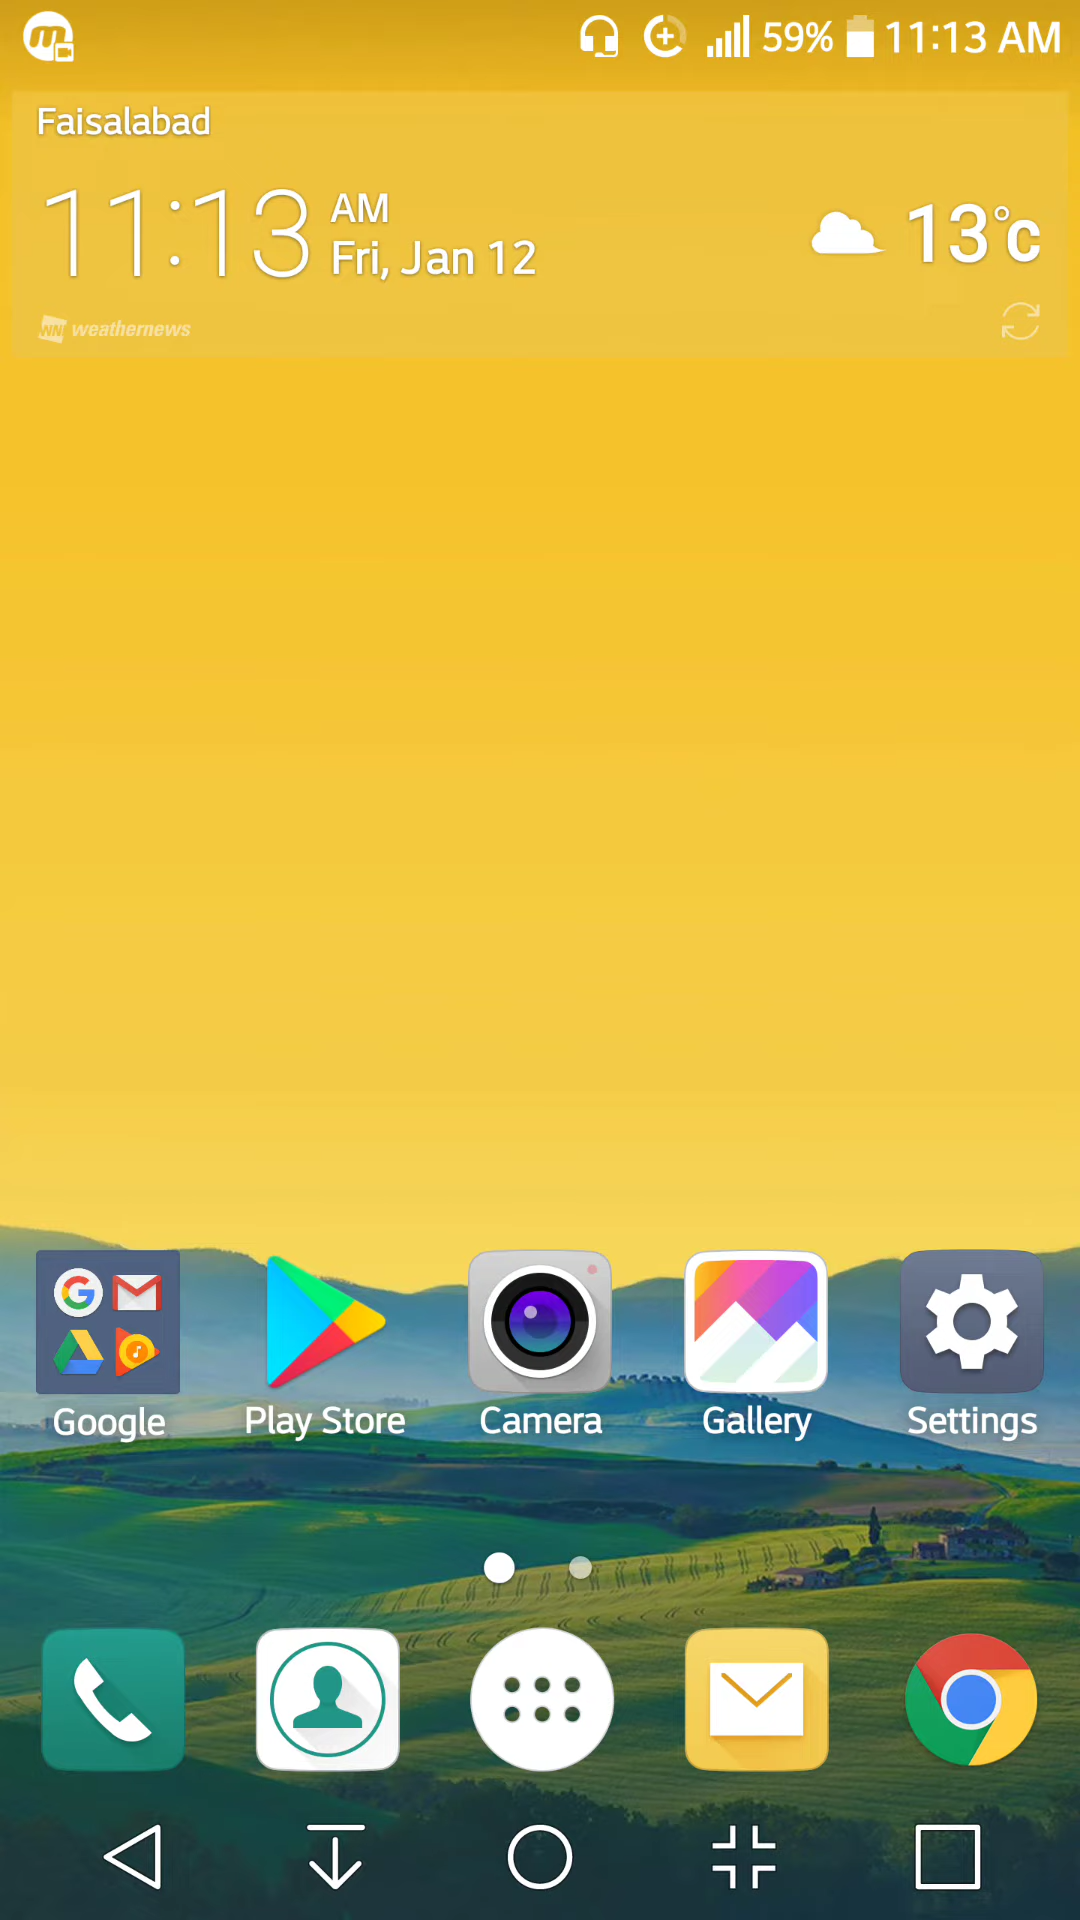 59% 11:13 AM
Faisalabad
11:13 AM
Fri, Jan 12
13°c
weathernews
Google Play Store Camera Gallery Settings